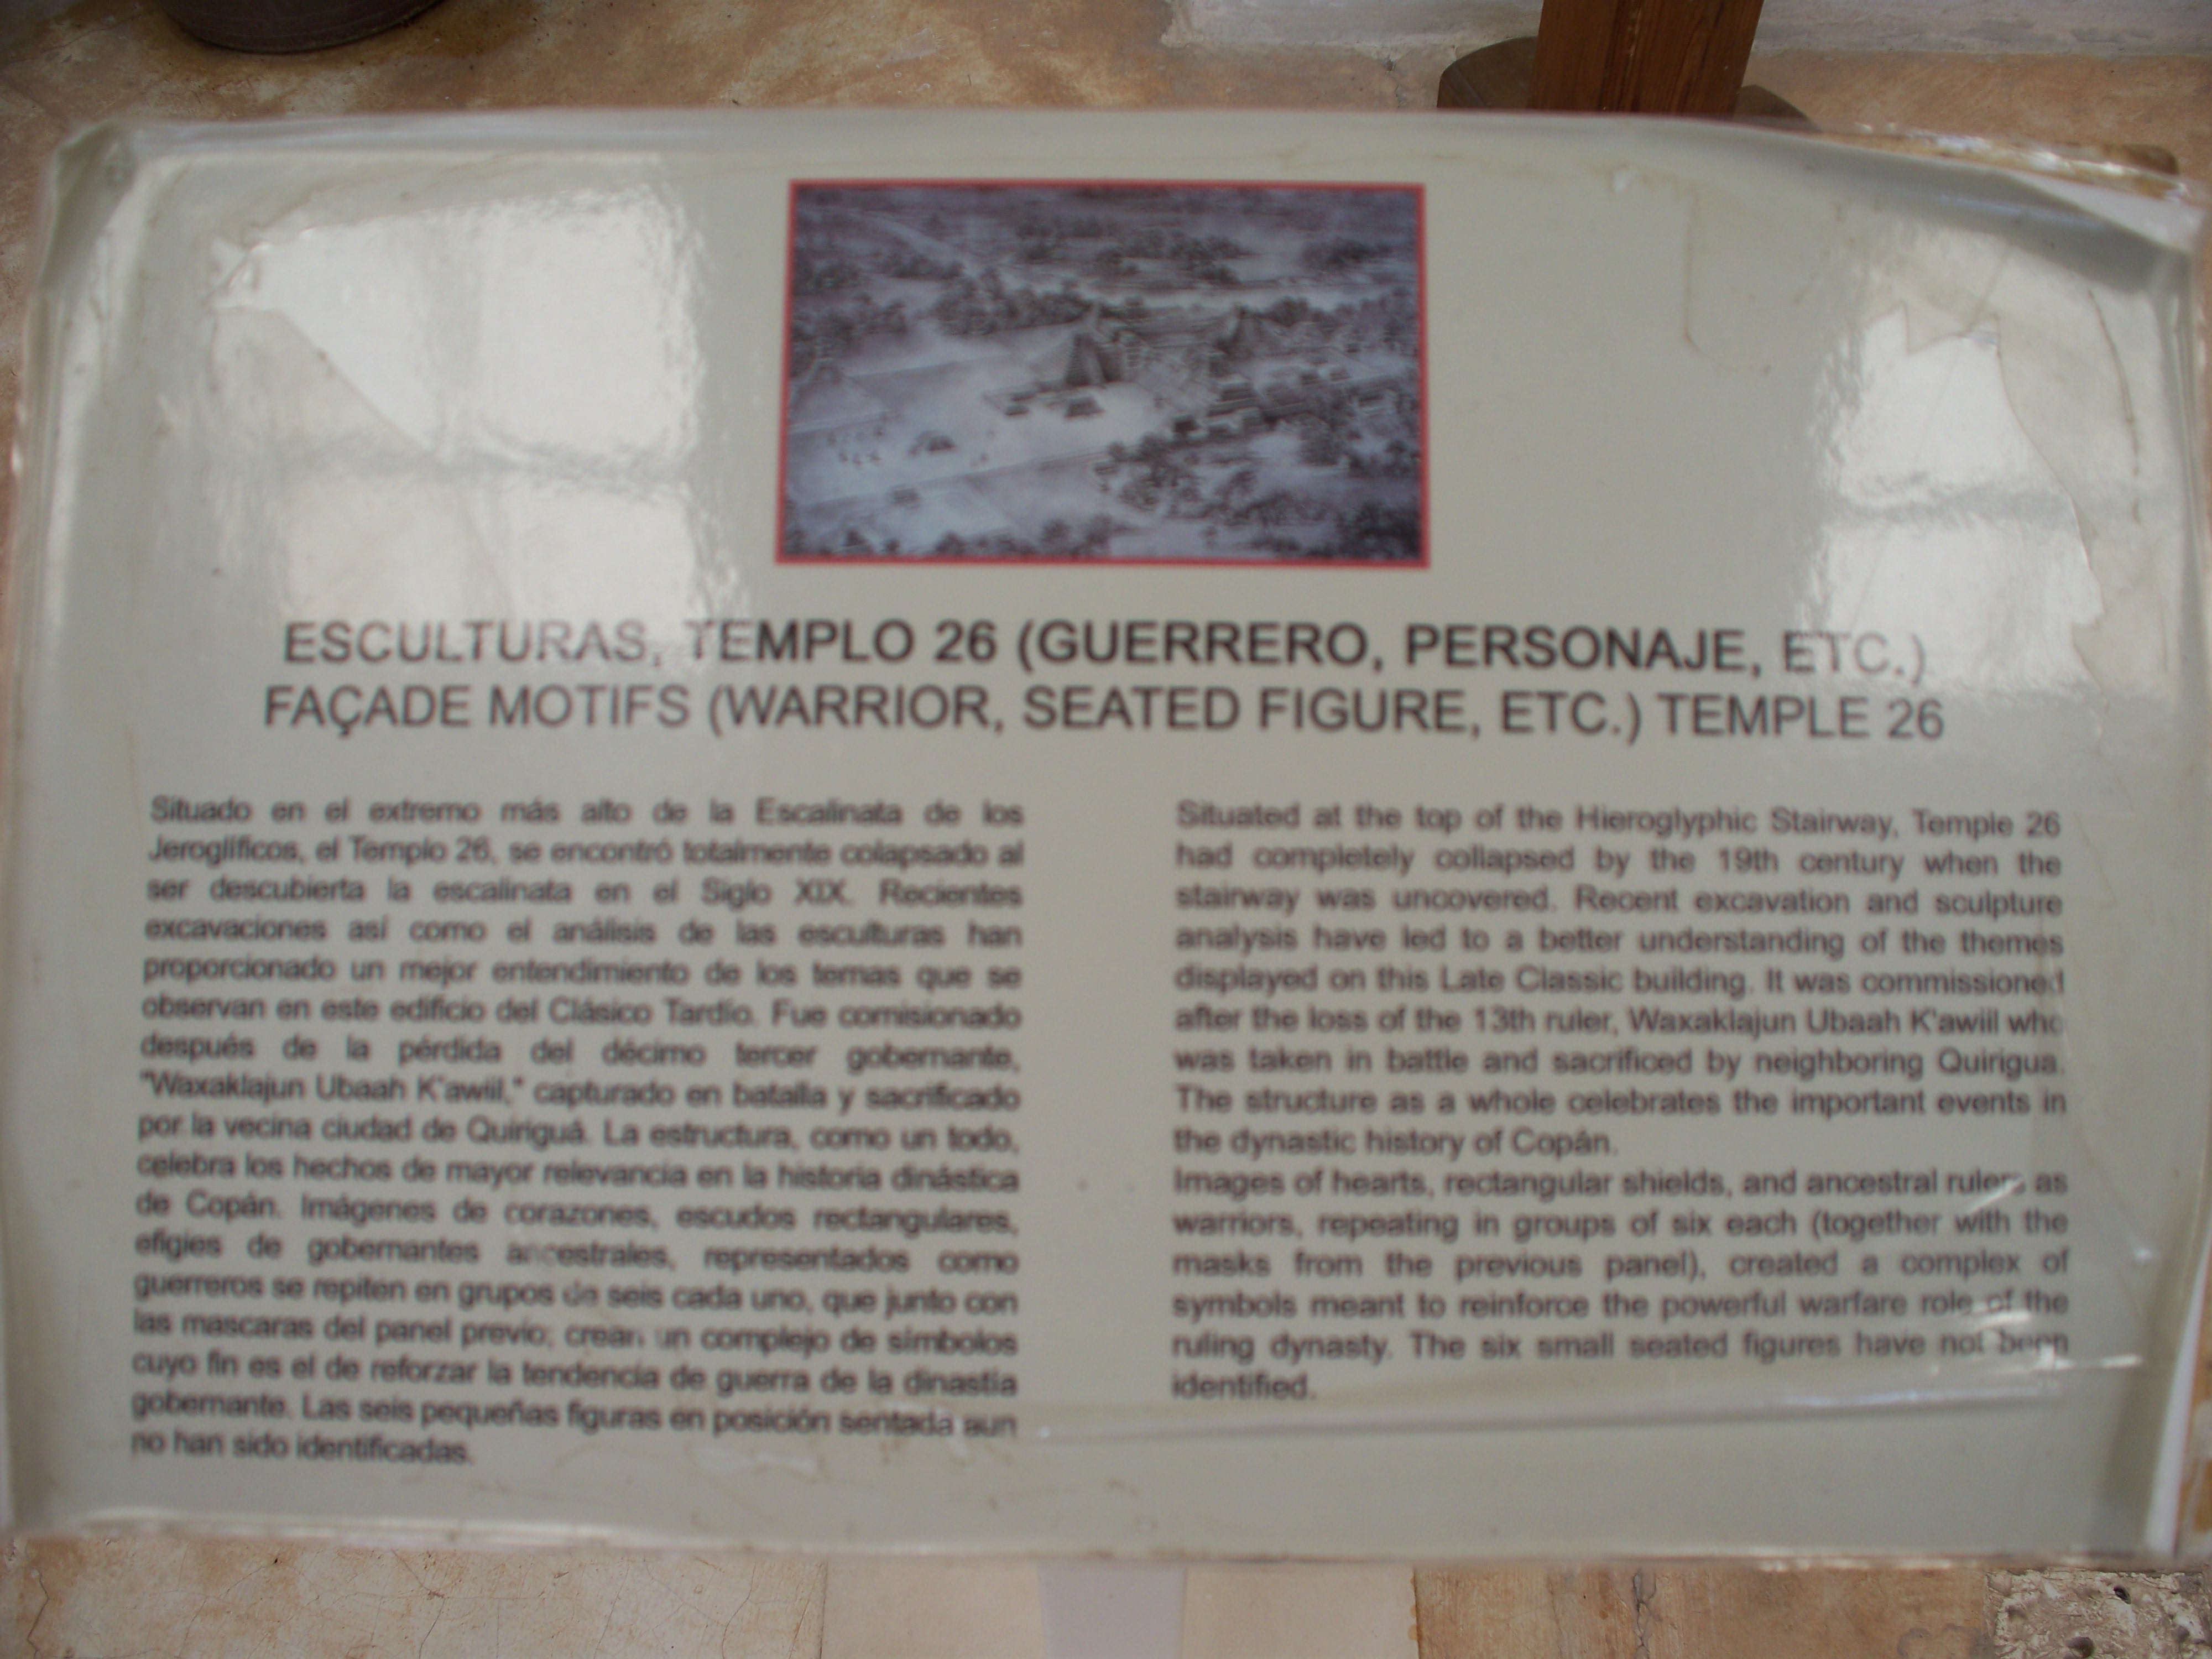 ESCULTURAS, TEMPLO 26 (GUERRERO, PERSONAJE, ETC.)
FAÇADE MOTIFS (WARRIOR, SEATED FIGURE, ETC.) TEMPLE 26
Situado en el extremo más alto de la Escalinata de los
Jeroglíficos, el Templo 26, se encontró totalmente colapsado al
ser descubierta la escalinata en el Siglo XIX. Recientes
excavaciones así como el análisis de las esculturas han
proporcionado un mejor entendimiento de los temas que se
observan en este edificio del Clásico Tardío. Fue comisionado
después de la pérdida del décimo tercer gobernante,
"Waxaklajun Ubaah K'awiil," capturado en batalla y sacrificado
por la vecina ciudad de Quiriguá. La estructura, como un todo,
celebra los hechos de mayor relevancia en la historia dinástica
de Copán. Imágenes de corazones, escudos rectangulares,
efigies de gobernantes ancestrales, representados como
guerreros se repiten en grupos de seis cada uno, que junto con
las mascaras del panel previo; crean un complejo de símbolos
cuyo fin es el de reforzar la tendencia de guerra de la dinastía
gobernante. Las seis pequeñas figuras en posición sentada aun
no han sido identificadas.
Situated at the top of the Hieroglyphic Stairway, Temple 26
had completely collapsed by the 19th century when the
stairway was uncovered. Recent excavation and sculpture
analysis have led to a better understanding of the themes
displayed on this Late Classic building. It was commissioned
after the loss of the 13th ruler, Waxaklajun Ubaah K'awiil who
was taken in battle and sacrificed by neighboring Quirigua.
The structure as a whole celebrates the important events in
the dynastic history of Copán.
Images of hearts, rectangular shields, and ancestral rulers as
warriors, repeating in groups of six each (together with the
masks from the previous panel), created a complex of
symbols meant to reinforce the powerful warfare role of the
ruling dynasty. The six small seated figures have not been
identified.